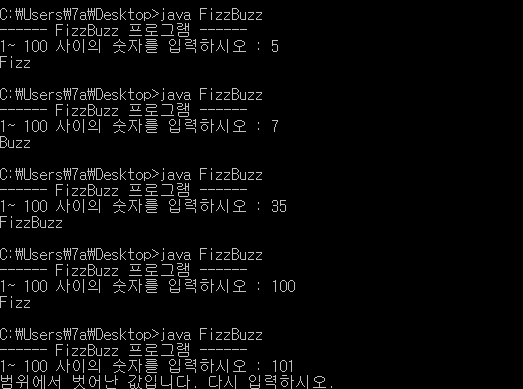 C:₩Users₩7a₩Desktop>java FizzBuzz
------ FizzBuzz 프로그램 ------
1~ 100 사이의 숫자를 입력하시오 : 5
Fizz
C:₩Users₩7a₩Desktop>java FizzBuzz
------ FizzBuzz 프로그램 ------
1~ 100 사이의 숫자를 입력하시오 : 7
Buzz
C:₩Users₩7a₩Desktop>java FizzBuzz
------ FizzBuzz 프로그램 ------
1~ 100 사이의 숫자를 입력하시오 : 35
FizzBuzz
C:₩Users₩7a₩Desktop>java FizzBuzz
------ FizzBuzz 프로그램 ------
1~ 100 사이의 숫자를 입력하시오 : 100
Fizz
C:₩Users₩7a₩Desktop>java FizzBuzz
------ FizzBuzz 프로그램 ------
1~ 100 사이의 숫자를 입력하시오 : 101
범위에서 벗어난 값입니다. 다시 입력하시오.